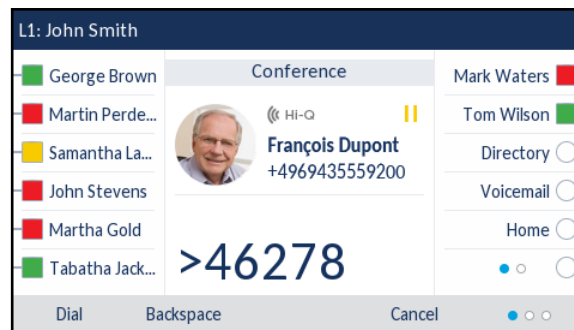 L1: John Smith
George Brown
Martin Perde...
Samantha La...
John Stevens
Martha Gold
Tabatha Jack...
Conference
Hi-Q
François Dupont
+4969435559200
>46278
Mark Waters
Tom Wilson
Directory
Voicemail
Home
Dial Backspace Cancel